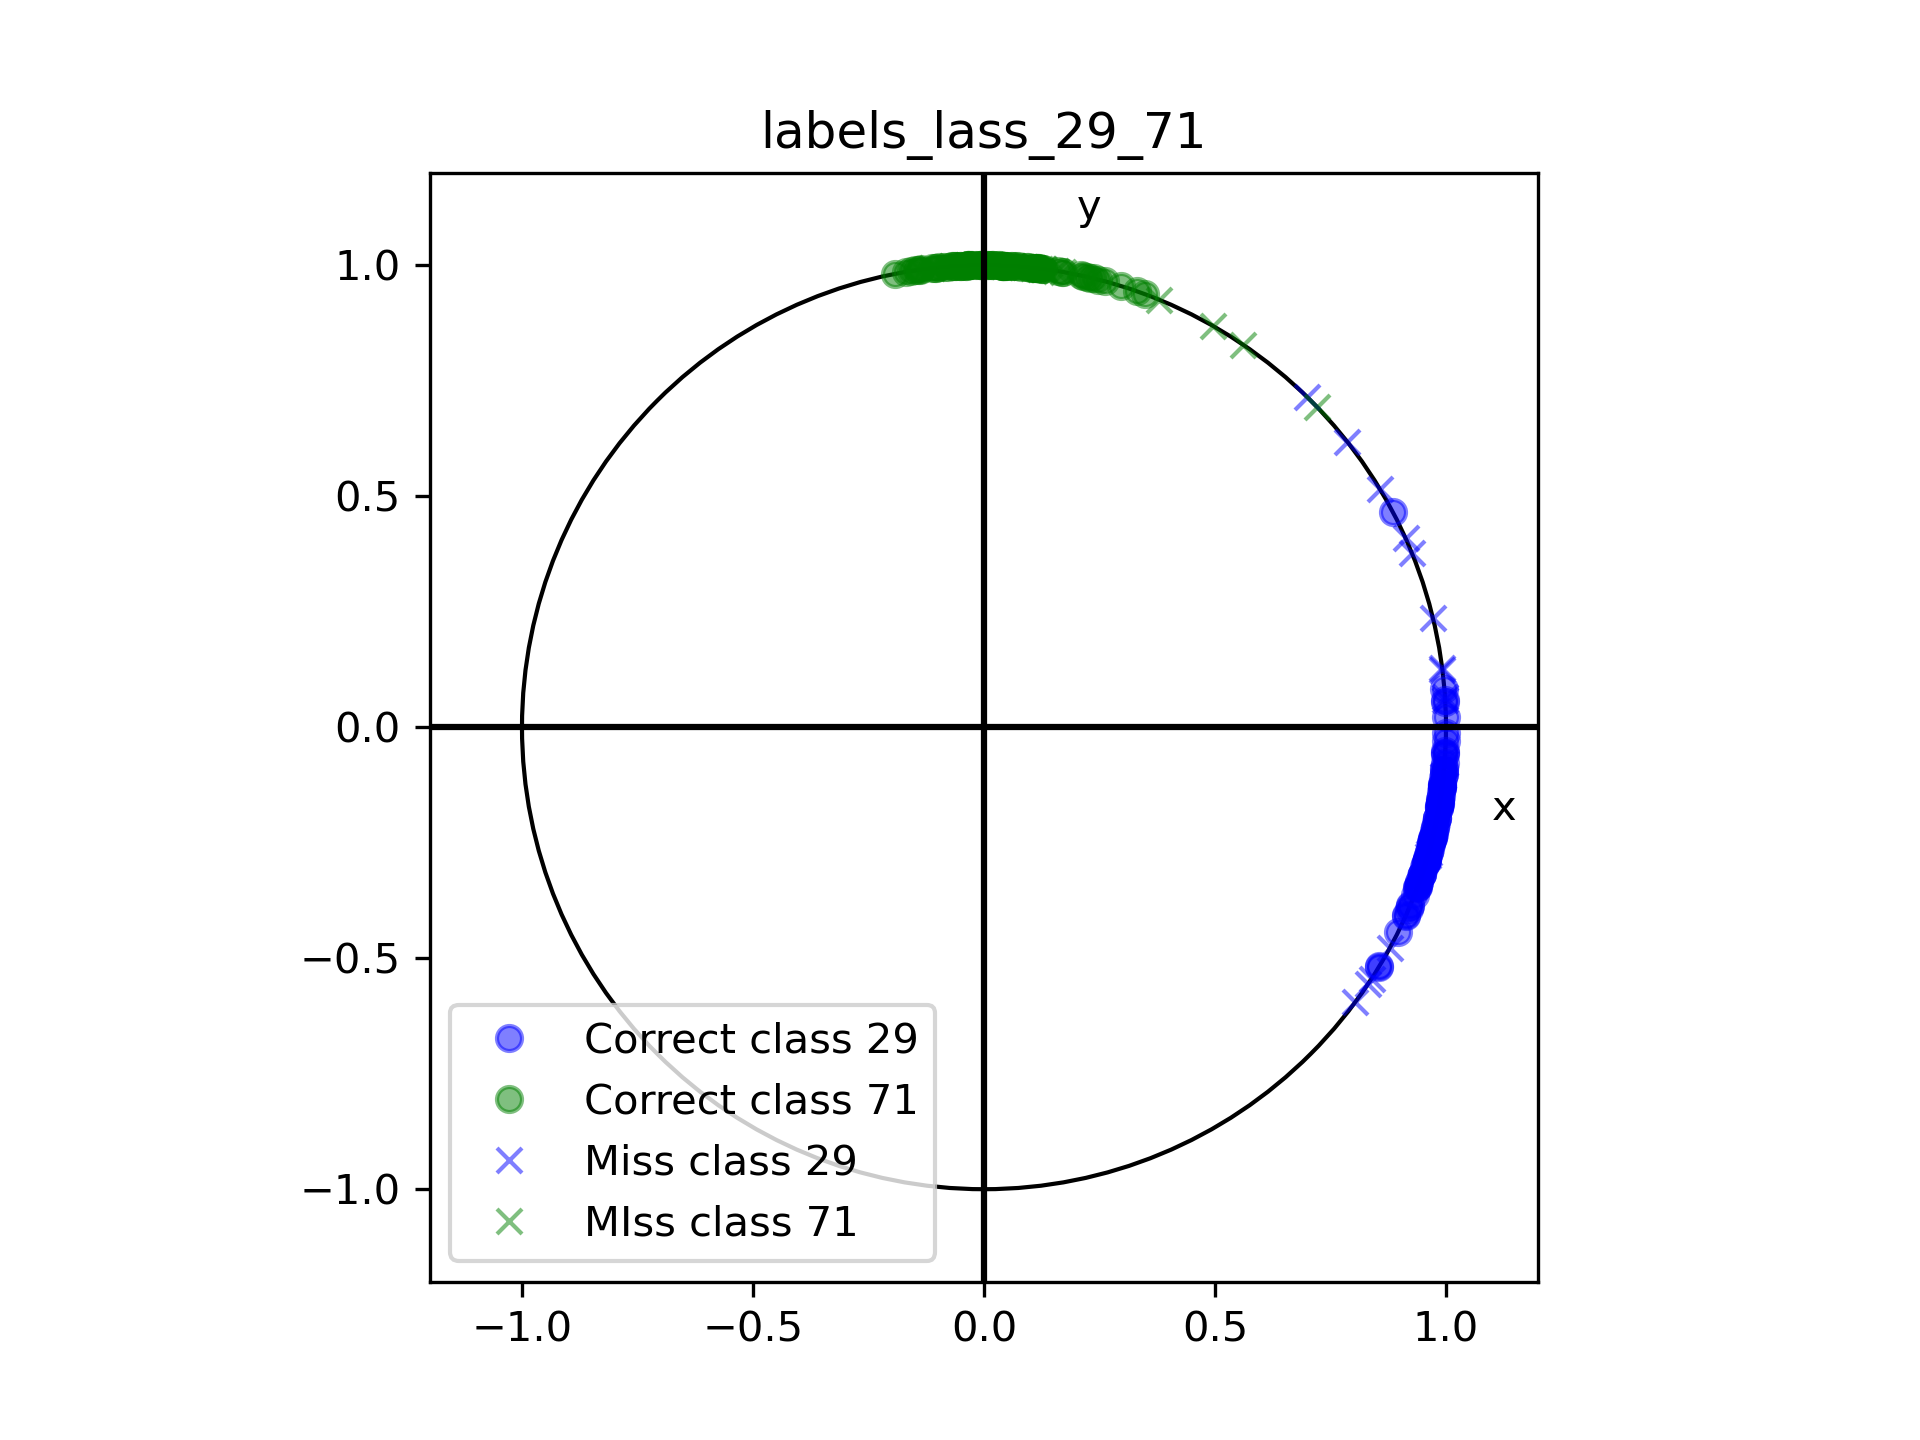 labels_lass_29_71
y
1.0
0.5
0.0
x
−0.5
−1.0
Correct class 29
Correct class 71
Miss class 29
MIss class 71
−1.0 −0.5 0.0 0.5 1.0